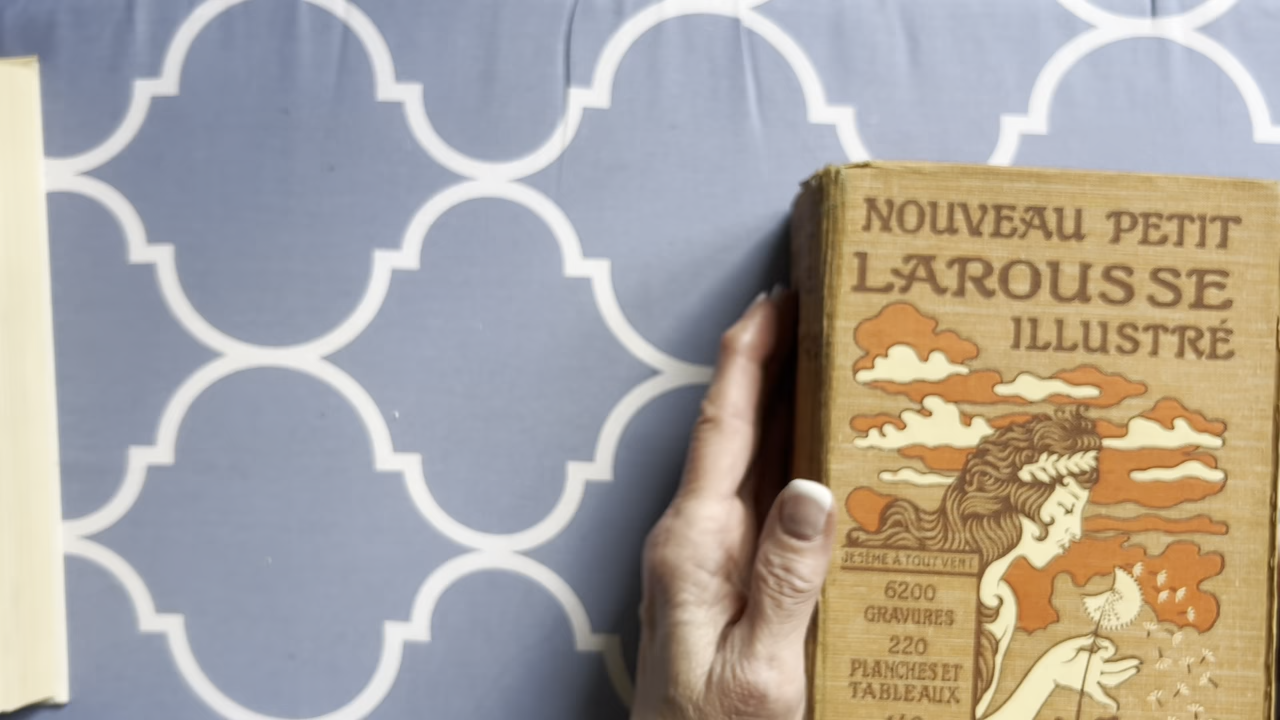 NOUVEAU PETIT
LAROUSSE
ILLUSTRÉ
JE SÈME À TOUT VENT
6200
GRAVURES
220
PLANCHES ET
TABLEAUX